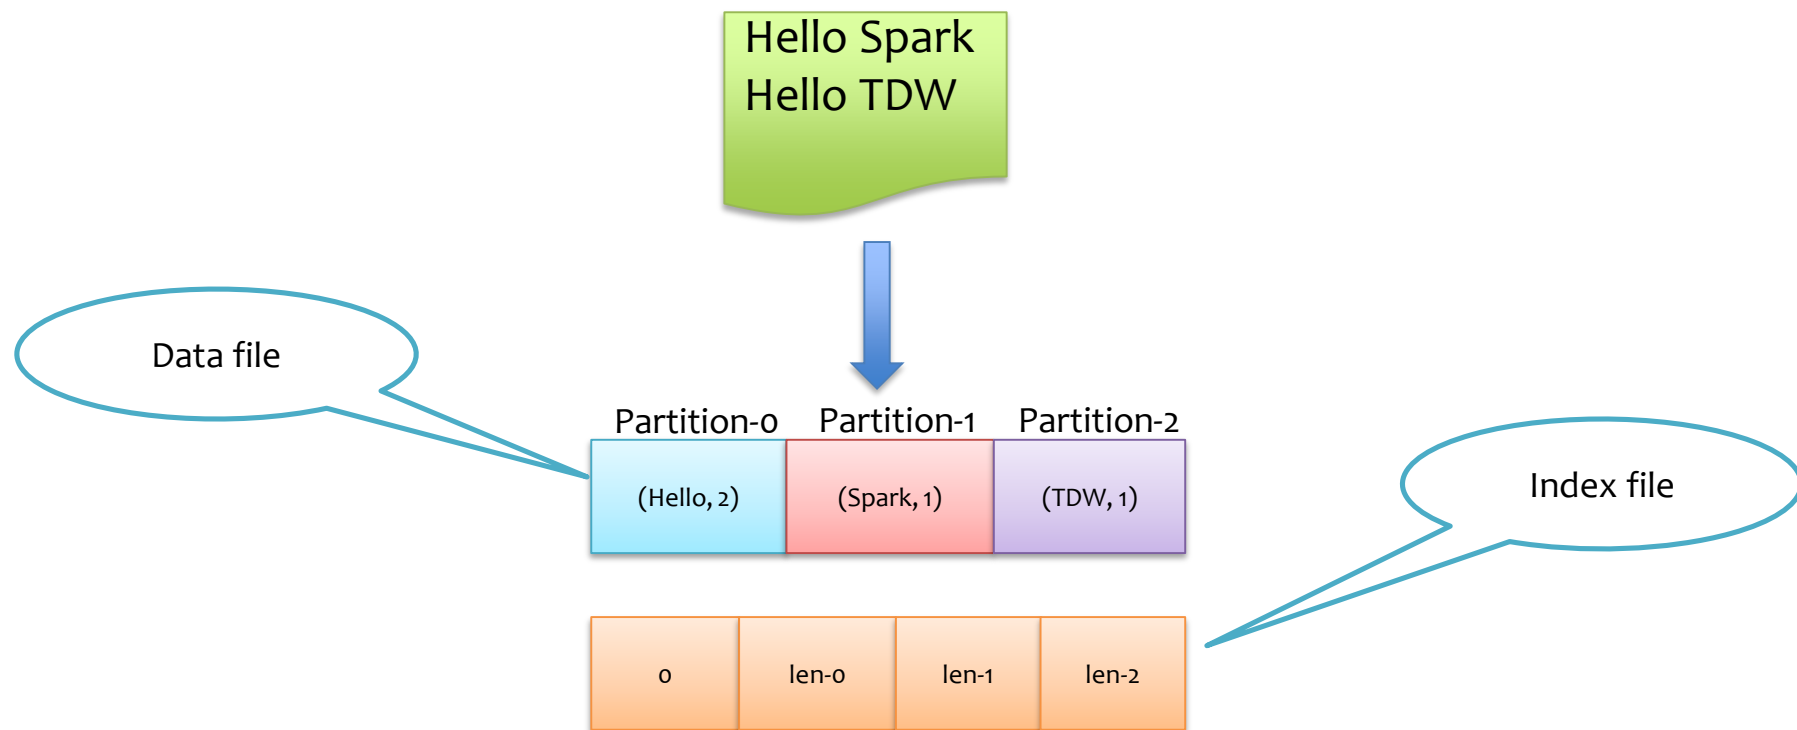 Hello Spark
Hello TDW
Data file
Partition-0 Partition-1 Partition-2
(Hello, 2) (Spark, 1) (TDW, 1)
Index file
0 len-0 len-1 len-2